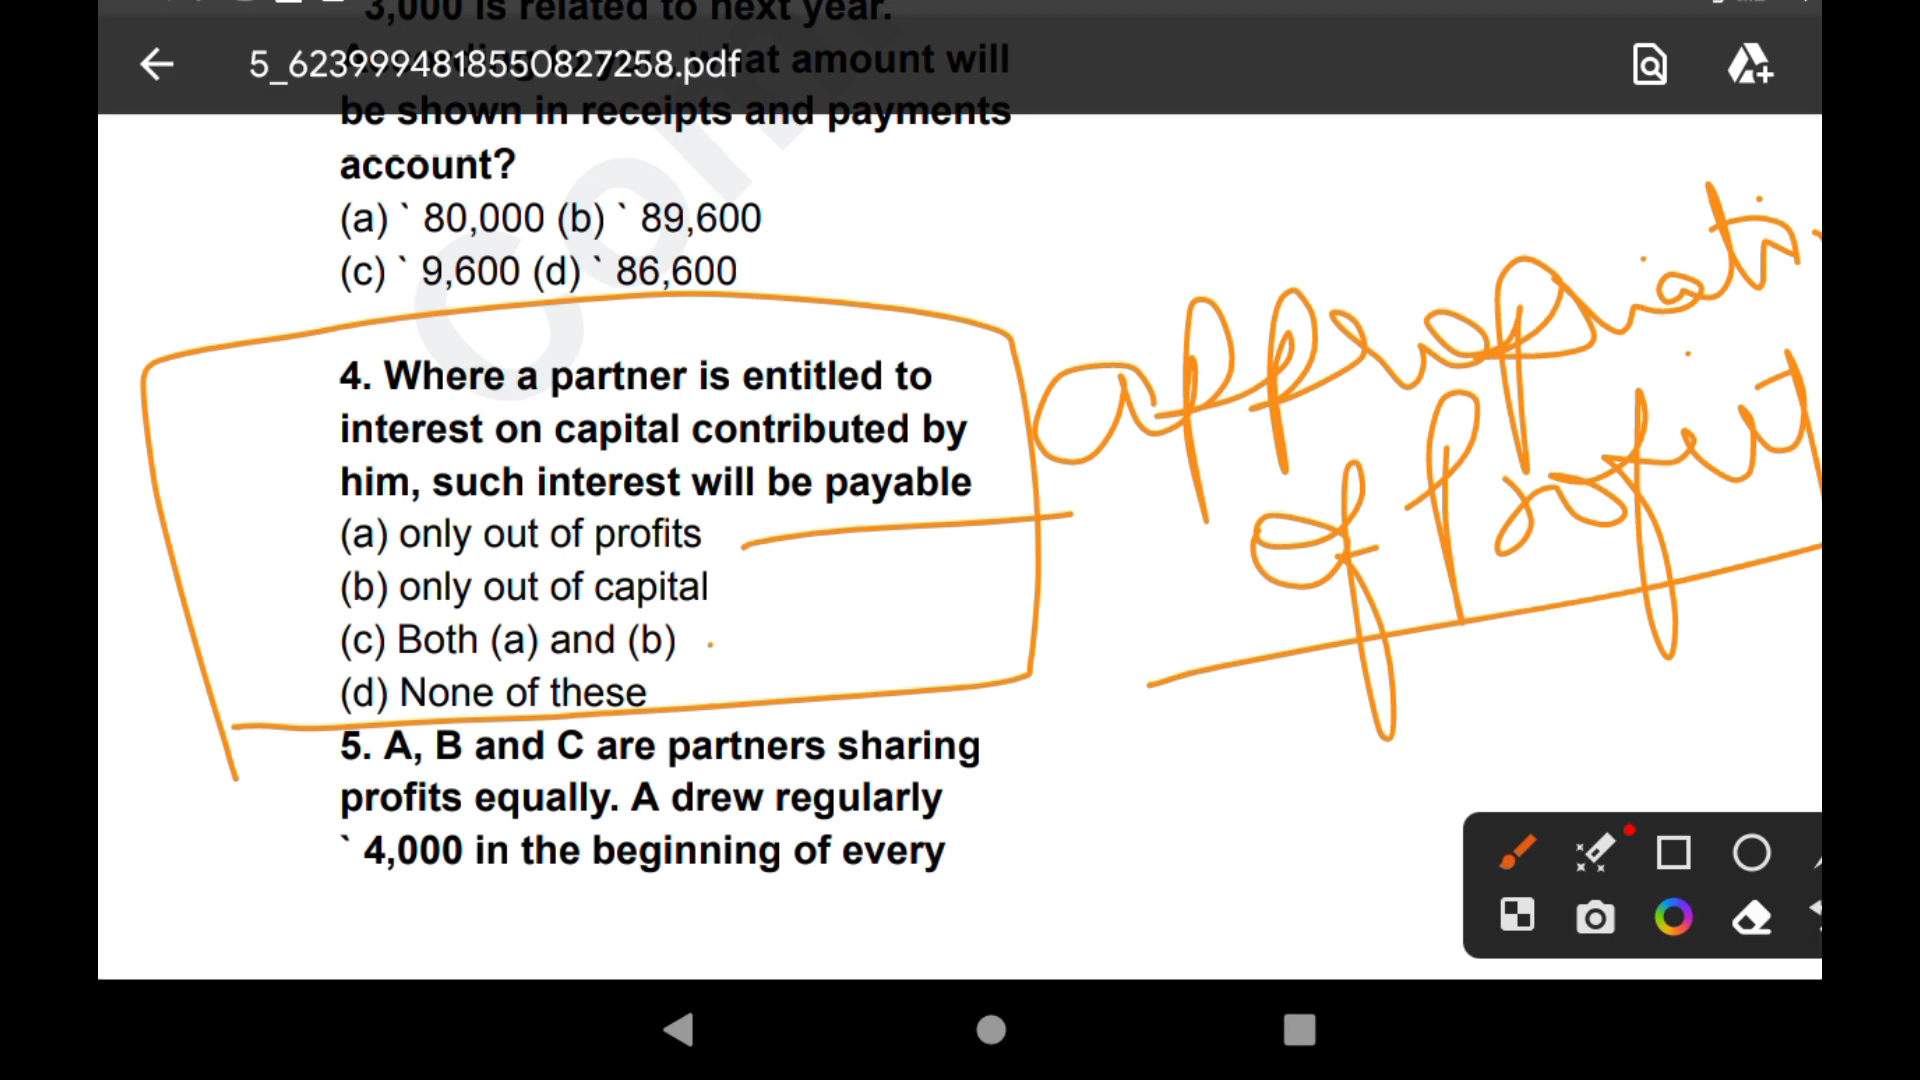 3,000 is related to next year.
5_6239994818550827258.pdf
what amount will
be shown in receipts and payments
account?
(a) ` 80,000 (b) ` 89,600
(c) ` 9,600 (d) ` 86,600
4. Where a partner is entitled to
interest on capital contributed by
him, such interest will be payable
(a) only out of profits
(b) only out of capital
(c) Both (a) and (b)
(d) None of these
5. A, B and C are partners sharing
profits equally. A drew regularly
` 4,000 in the beginning of every
of Profit
Com